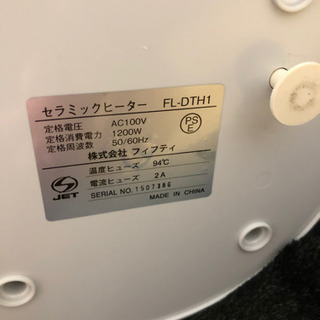 セラミックヒーター FL-DTH1
定格電圧 AC100V
定格消費電力 1200W
定格周波数 50/60Hz
PS
E
株式会社 フィフティ
温度ヒューズ 94℃
電流ヒューズ 2A
JET
SERIAL NO. 1507386 MADE IN CHINA